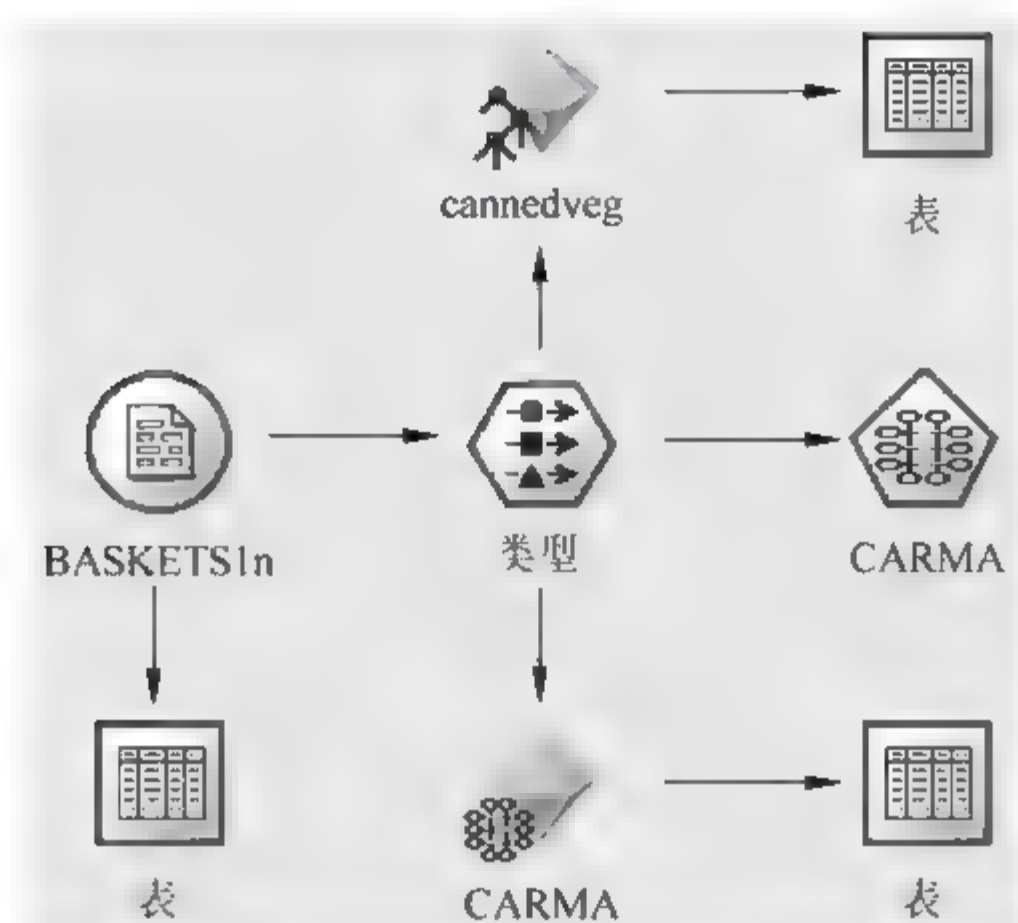 cannedveg
表
BASKETS1n
类型
CARMA
表
CARMA
表